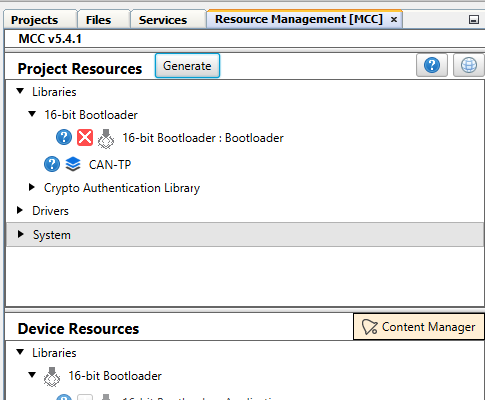 Projects Files Services Resource Management [MCC] ×
MCC v5.4.1
Project Resources Generate ?
Libraries
16-bit Bootloader
? 16-bit Bootloader : Bootloader
? CAN-TP
Crypto Authentication Library
Drivers
System
Device Resources Content Manager
Libraries
16-bit Bootloader